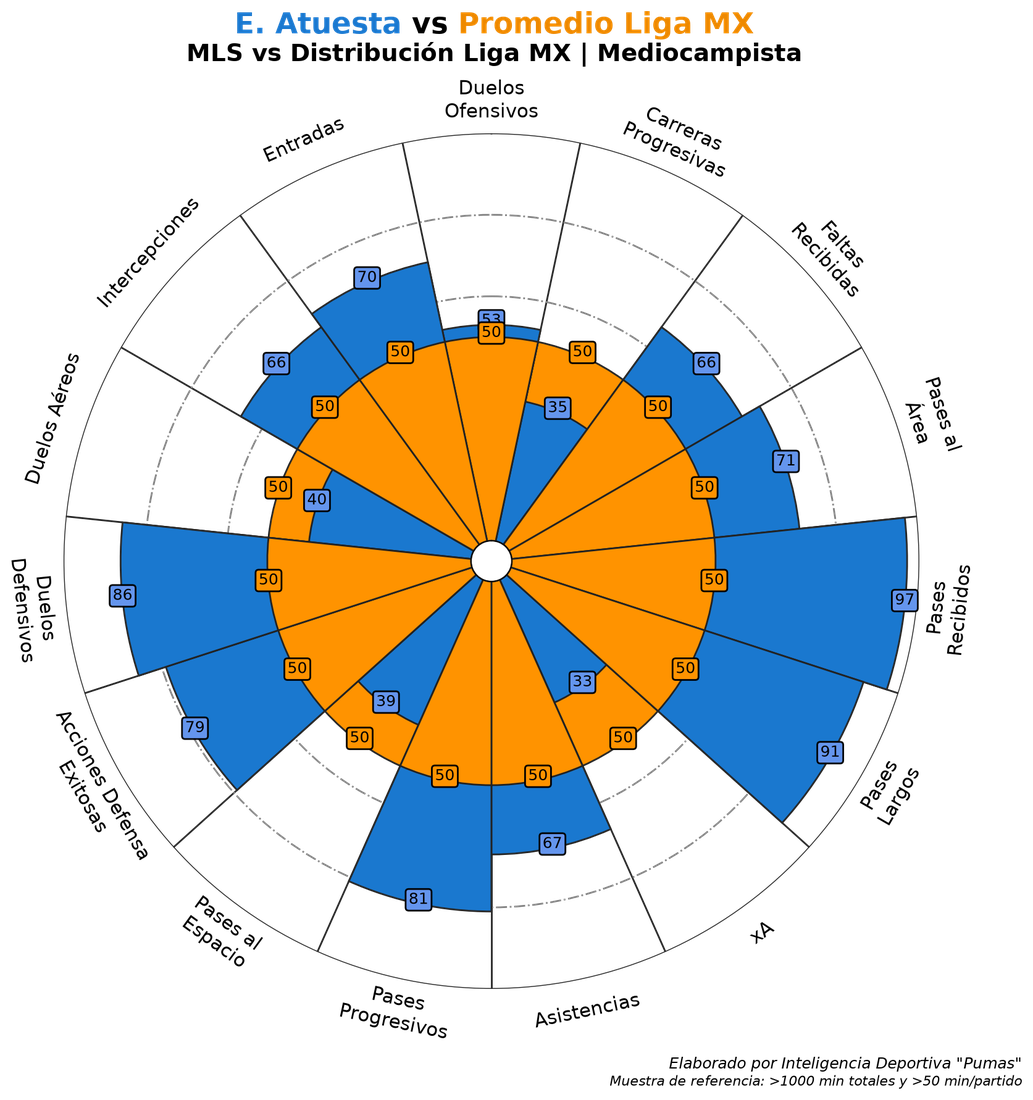 E. Atuesta vs Promedio Liga MX
MLS vs Distribución Liga MX | Mediocampista
Duelos
Ofensivos
Carreras
Progresivas
Faltas
Recibidas
Pases al
Área
Pases
Recibidos
Pases
Largos
xA
Asistencias
Pases
Progresivos
Pases al
Espacio
Acciones Defensa
Exitosas
Duelos
Defensivos
Duelos Aéreos
Intercepciones
Entradas
53
50
35
50
66
50
71
50
97
50
91
50
33
50
67
50
81
50
39
50
79
50
86
50
40
50
66
50
70
50
Elaborado por Inteligencia Deportiva "Pumas"
Muestra de referencia: >1000 min totales y >50 min/partido